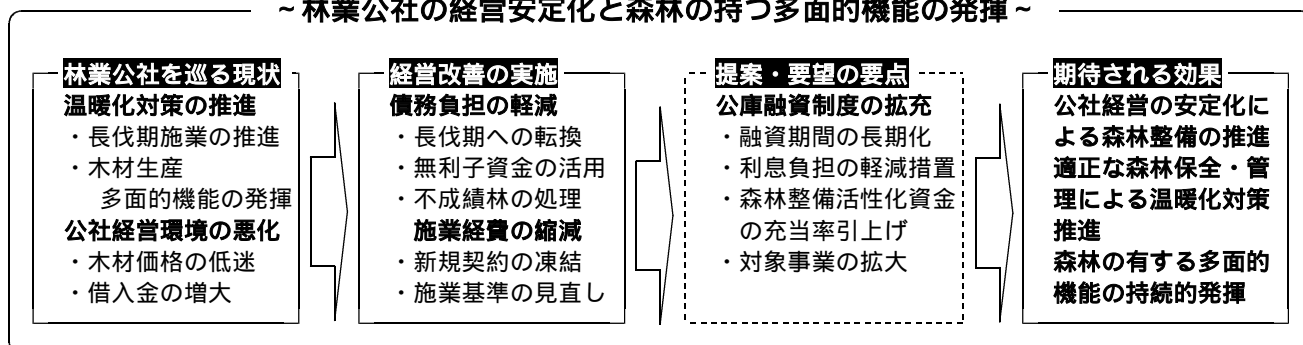 ~林業公社の経営安定化と森林の持つ多面的機能の発揮~
林業公社を巡る現状
温暖化対策の推進
・長伐期施業の推進
・木材生産
多面的機能の発揮
公社経営環境の悪化
・木材価格の低迷
・借入金の増大
経営改善の実施
債務負担の軽減
・長伐期への転換
・無利子資金の活用
・不成績林の処理
施業経費の縮減
・新規契約の凍結
・施業基準の見直し
提案・要望の要点
公庫融資制度の拡充
・融資期間の長期化
・利息負担の軽減措置
・森林整備活性化資金
の充当率引上げ
・対象事業の拡大
期待される効果
公社経営の安定化に
よる森林整備の推進
適正な森林保全・管
理による温暖化対策
推進
森林の有する多面的
機能の持続的発揮